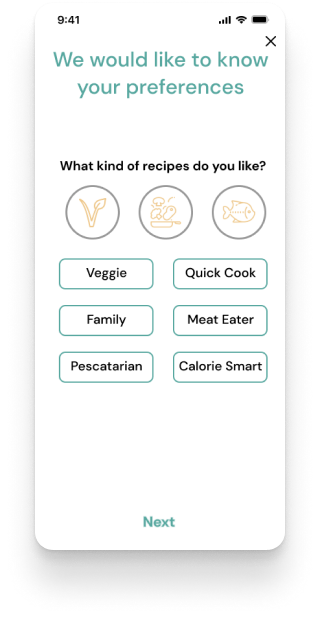 9:41
We would like to know
your preferences
What kind of recipes do you like?
Veggie
Quick Cook
Family
Meat Eater
Pescatarian
Calorie Smart
Next